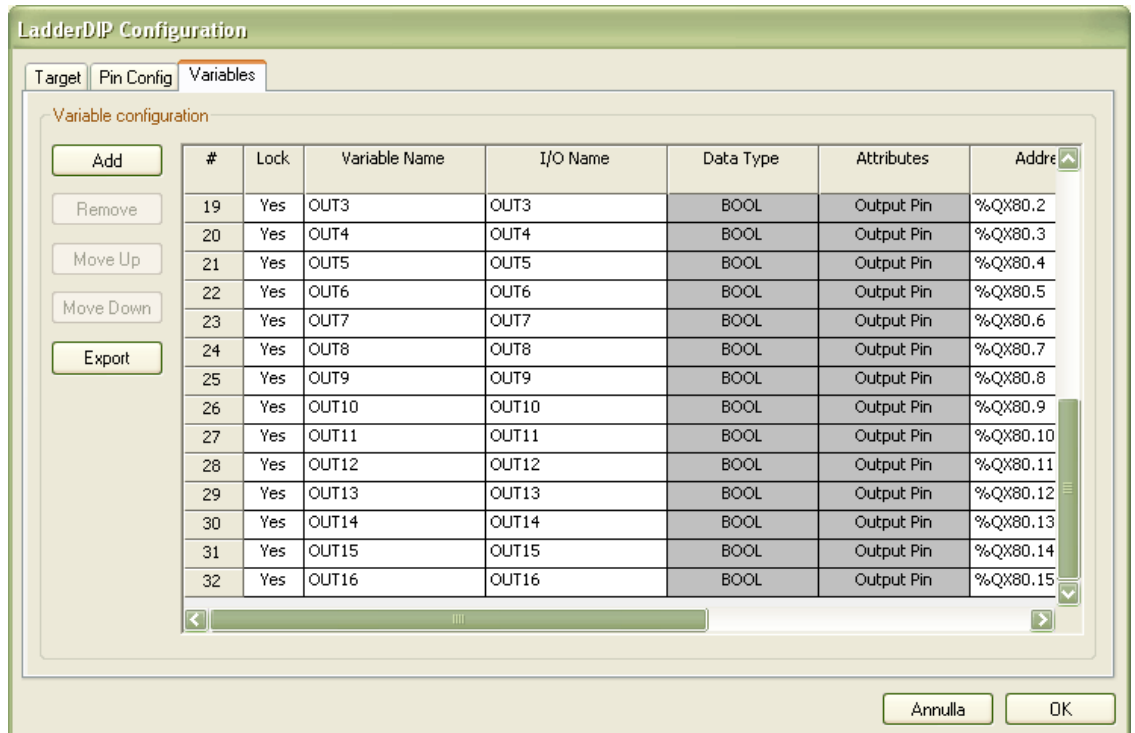 LadderDIP Configuration
Target Pin Config Variables
Variable configuration
Add
Remove
Move Up
Move Down
Export
# Lock Variable Name I/O Name Data Type Attributes Addre
19 Yes OUT3 OUT3 BOOL Output Pin %QX80.2
20 Yes OUT4 OUT4 BOOL Output Pin %QX80.3
21 Yes OUT5 OUT5 BOOL Output Pin %QX80.4
22 Yes OUT6 OUT6 BOOL Output Pin %QX80.5
23 Yes OUT7 OUT7 BOOL Output Pin %QX80.6
24 Yes OUT8 OUT8 BOOL Output Pin %QX80.7
25 Yes OUT9 OUT9 BOOL Output Pin %QX80.8
26 Yes OUT10 OUT10 BOOL Output Pin %QX80.9
27 Yes OUT11 OUT11 BOOL Output Pin %QX80.10
28 Yes OUT12 OUT12 BOOL Output Pin %QX80.11
29 Yes OUT13 OUT13 BOOL Output Pin %QX80.12
30 Yes OUT14 OUT14 BOOL Output Pin %QX80.13
31 Yes OUT15 OUT15 BOOL Output Pin %QX80.14
32 Yes OUT16 OUT16 BOOL Output Pin %QX80.15
Annulla OK